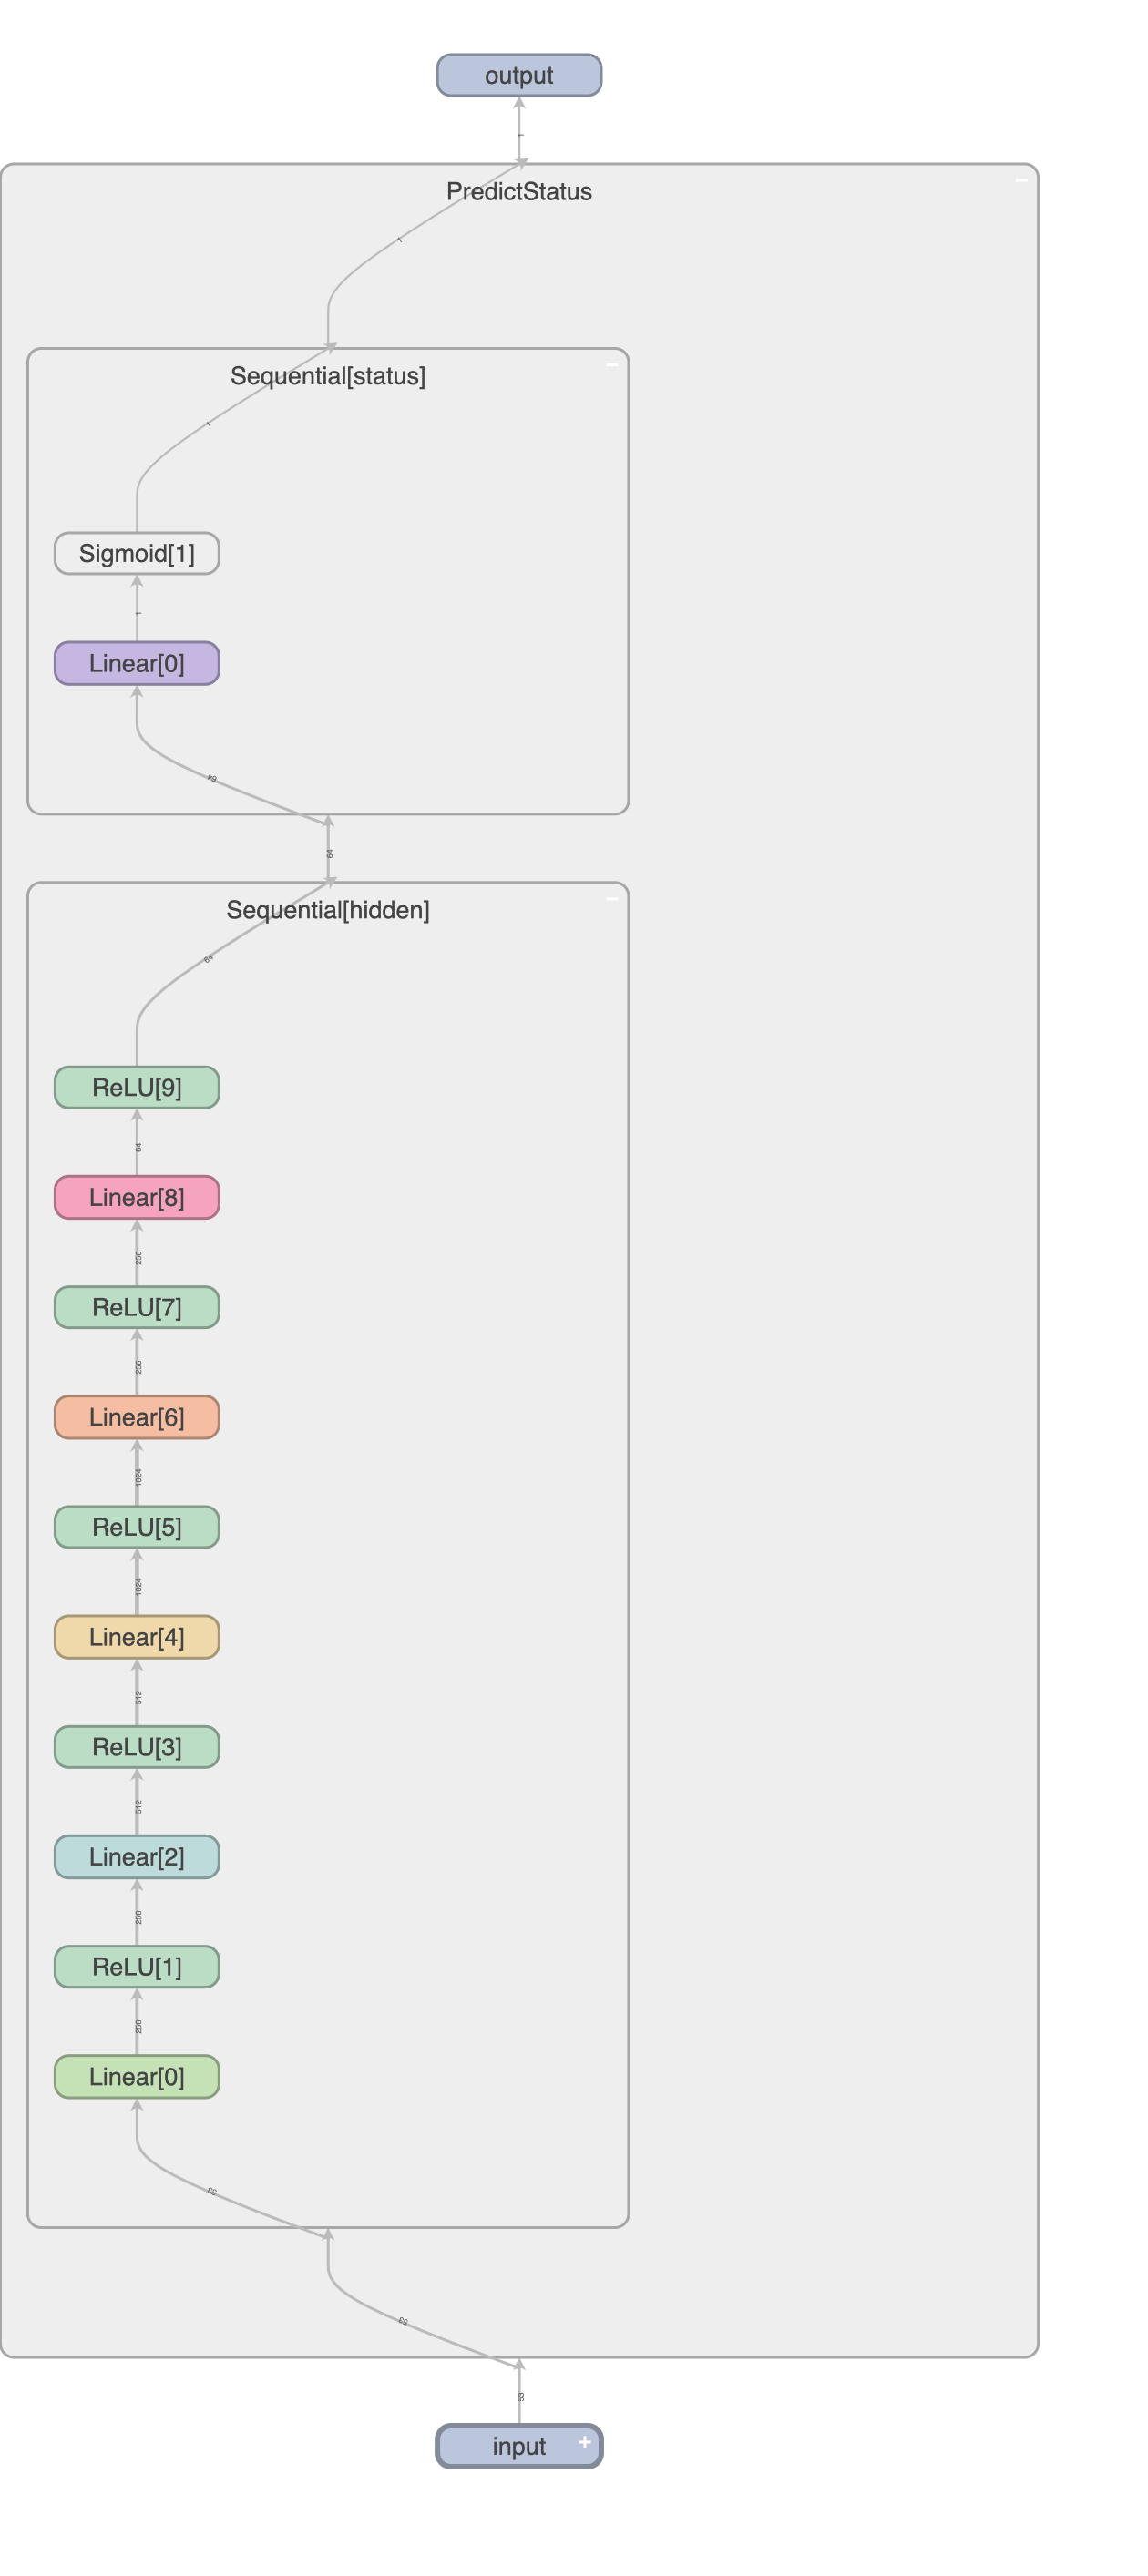 output
1
PredictStatus
1
Sequential[status]
1
Sigmoid[1]
1
Linear[0]
64
64
Sequential[hidden]
64
ReLU[9]
64
Linear[8]
256
ReLU[7]
256
Linear[6]
1024
ReLU[5]
1024
Linear[4]
512
ReLU[3]
512
Linear[2]
256
ReLU[1]
256
Linear[0]
53
53
53
input